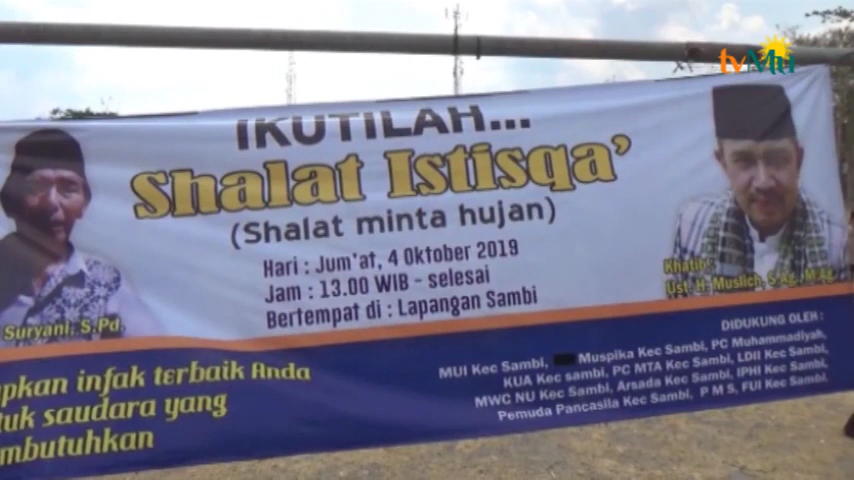 tvMu
IKUTILAH...
Shalat Istisqa'
(Shalat minta hujan)
Hari : Jum'at, 4 Oktober 2019
Jam : 13.00 WIB - selesai
Bertempat di : Lapangan Sambi
Suryani, S.Pd.
Khatib :
Ust. H. Muslich, S.Ag., M.Ag.
apkan infak terbaik Anda
tuk saudara yang
mbutuhkan
DIDUKUNG OLEH :
MUI Kec Sambi, Muspika Kec Sambi, PC Muhammadiyah,
KUA Kec sambi, PC MTA Kec Sambi, LDII Kec Sambi,
MWC NU Kec Sambi, Arsada Kec Sambi, IPHI Kec Sambi,
Pemuda Pancasila Kec Sambi, P M S, FUI Kec Sambi,